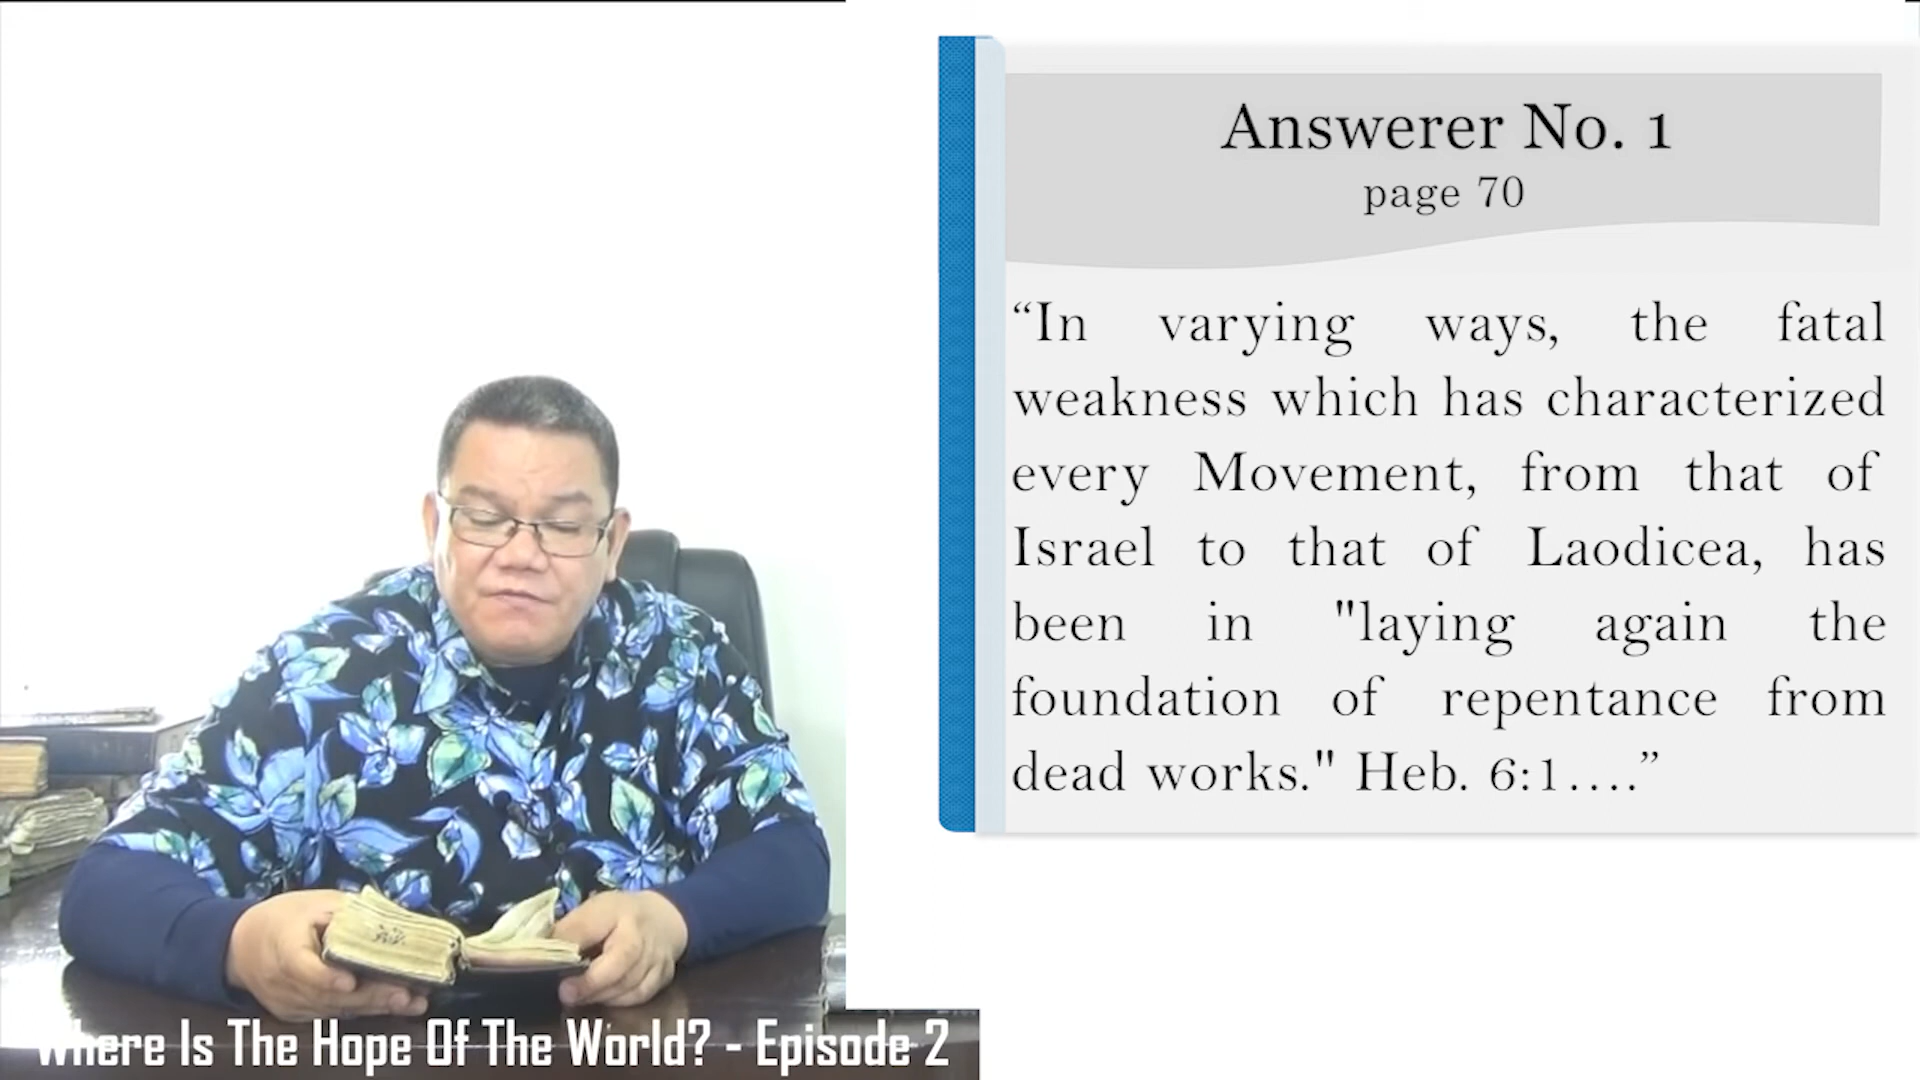 Answerer No. 1
page 70
“In varying ways, the fatal
weakness which has characterized
every Movement, from that of
Israel to that of Laodicea, has
been in "laying again the
foundation of repentance from
dead works." Heb. 6:1....”
Where Is The Hope Of The World? - Episode 2